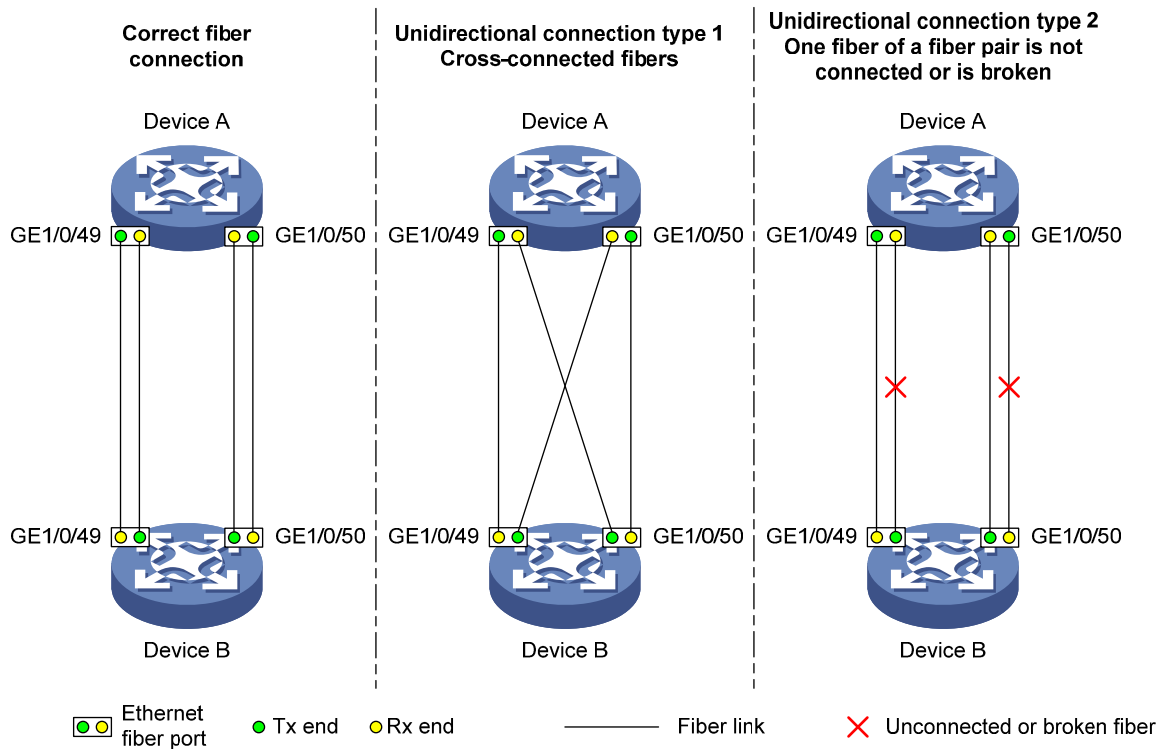 Correct fiber
connection
Unidirectional connection type 1
Cross-connected fibers
Unidirectional connection type 2
One fiber of a fiber pair is not
connected or is broken
Device A
Device A
Device A
GE1/0/49
GE1/0/50
GE1/0/49
GE1/0/50
GE1/0/49
GE1/0/50
GE1/0/49
GE1/0/50
GE1/0/49
GE1/0/50
GE1/0/49
GE1/0/50
Device B
Device B
Device B
Ethernet
fiber port
Tx end
Rx end
Fiber link
Unconnected or broken fiber